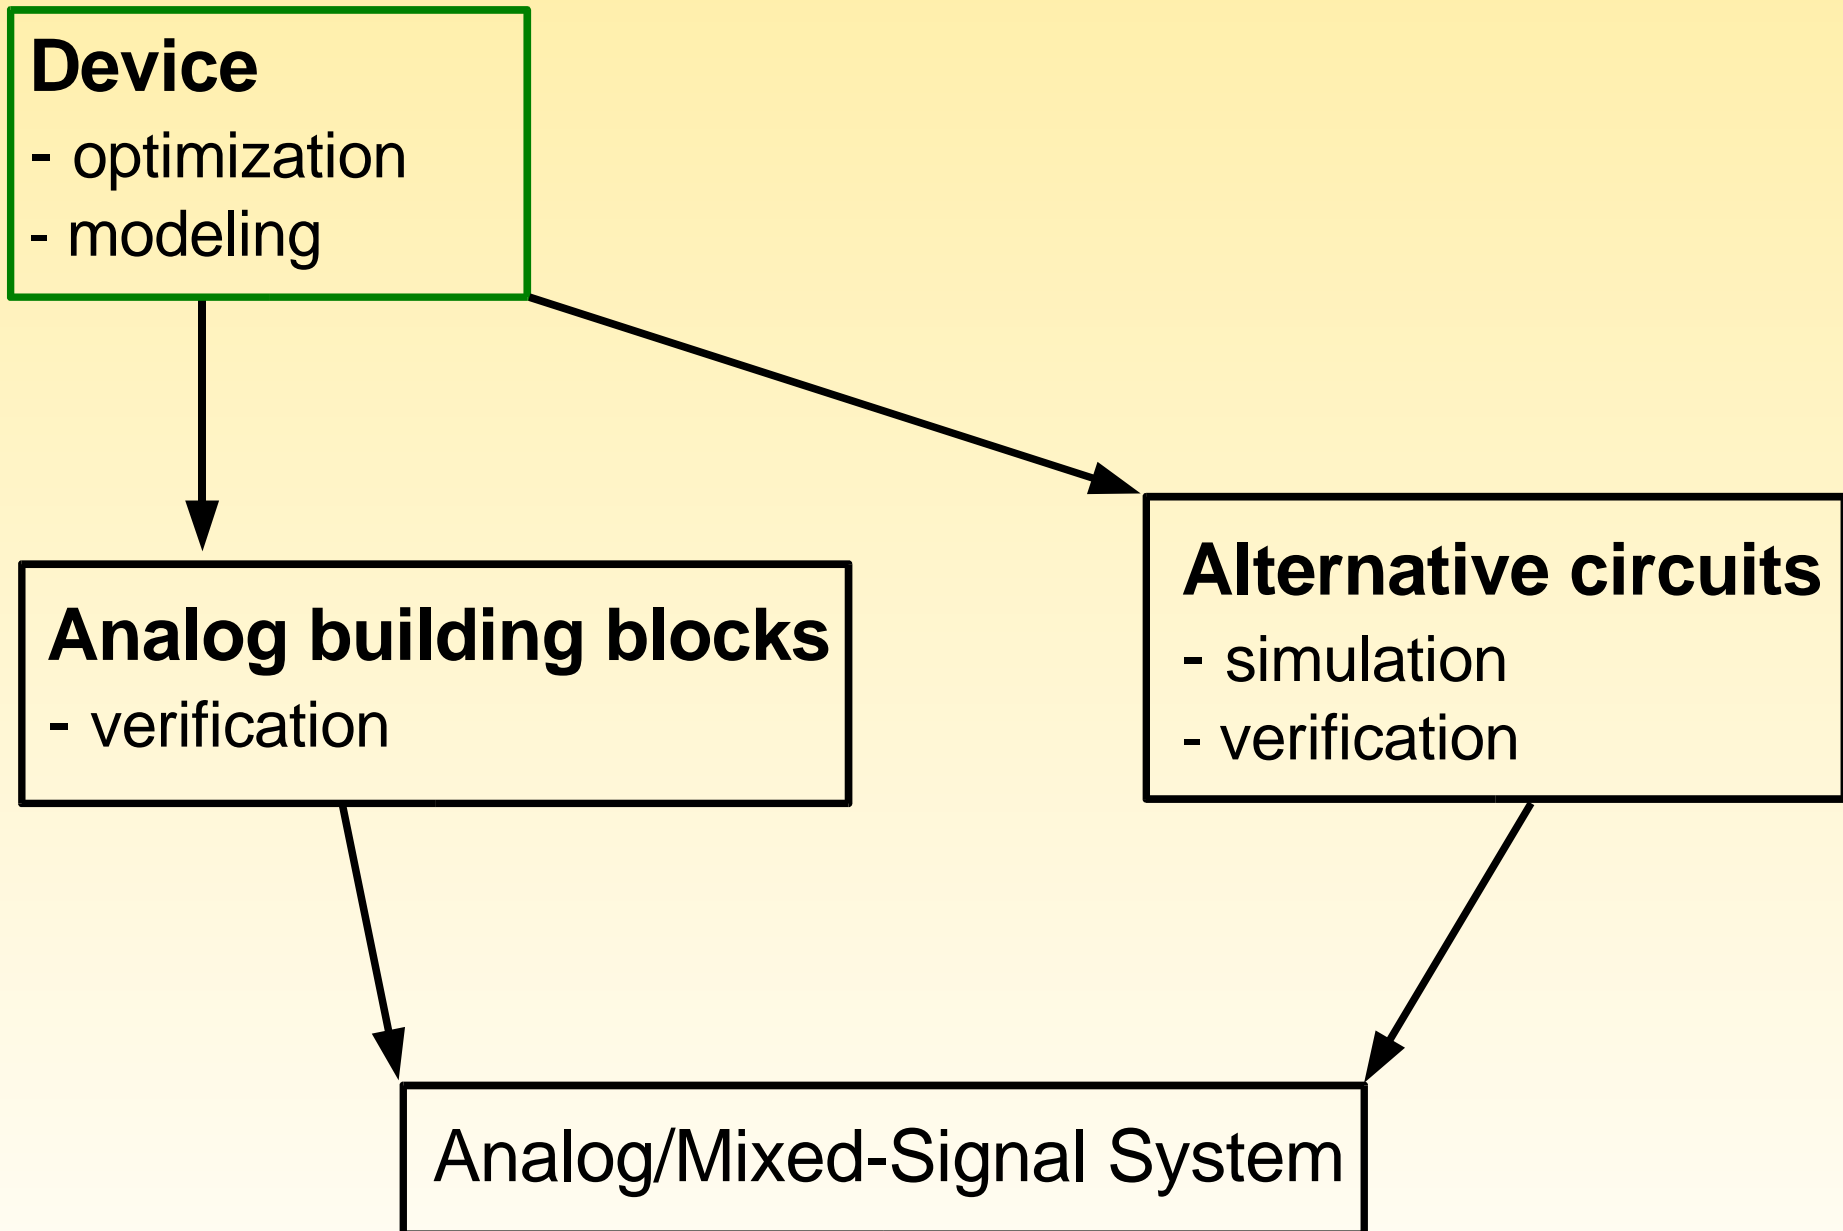 Device
- optimization
- modeling
Analog building blocks
- verification
Alternative circuits
- simulation
- verification
Analog/Mixed-Signal System